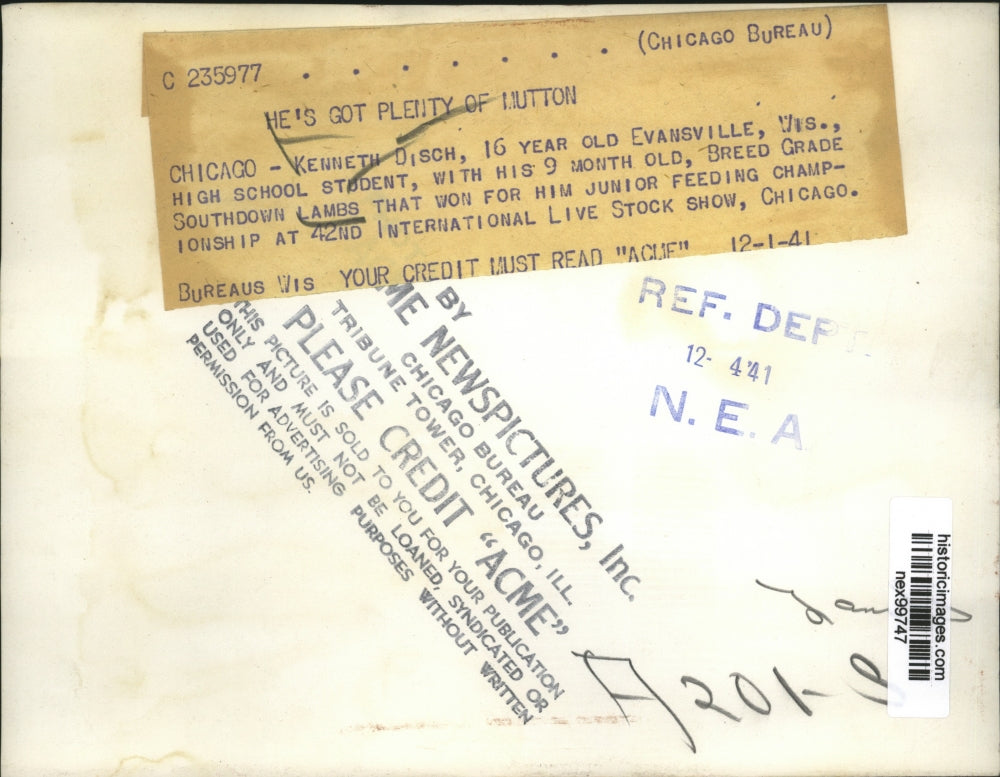 C 235977 . . . . . . . (CHICAGO BUREAU)
HE'S GOT PLENTY OF MUTTON
CHICAGO - KENNETH DISCH, 16 YEAR OLD EVANSVILLE, WIS.,
HIGH SCHOOL STUDENT, WITH HIS 9 MONTH OLD, BREED GRADE
SOUTHDOWN LAMBS THAT WON FOR HIM JUNIOR FEEDING CHAMP-
IONSHIP AT 42ND INTERNATIONAL LIVE STOCK SHOW, CHICAGO.
BUREAUS WIS YOUR CREDIT MUST READ "ACME" 12-1-41
BY
ME NEWSPICTURES, Inc.
CHICAGO BUREAU
TRIBUNE TOWER, CHICAGO, ILL.
PLEASE CREDIT "ACME"
THIS PICTURE IS SOLD TO YOU FOR YOUR PUBLICATION
ONLY AND MUST NOT BE LOANED, SYNDICATED OR
USED FOR ADVERTISING PURPOSES WITHOUT WRITTEN
PERMISSION FROM US.
REF. DEPT.
12- 4'41
N. E. A
historicimages.com
nex99747